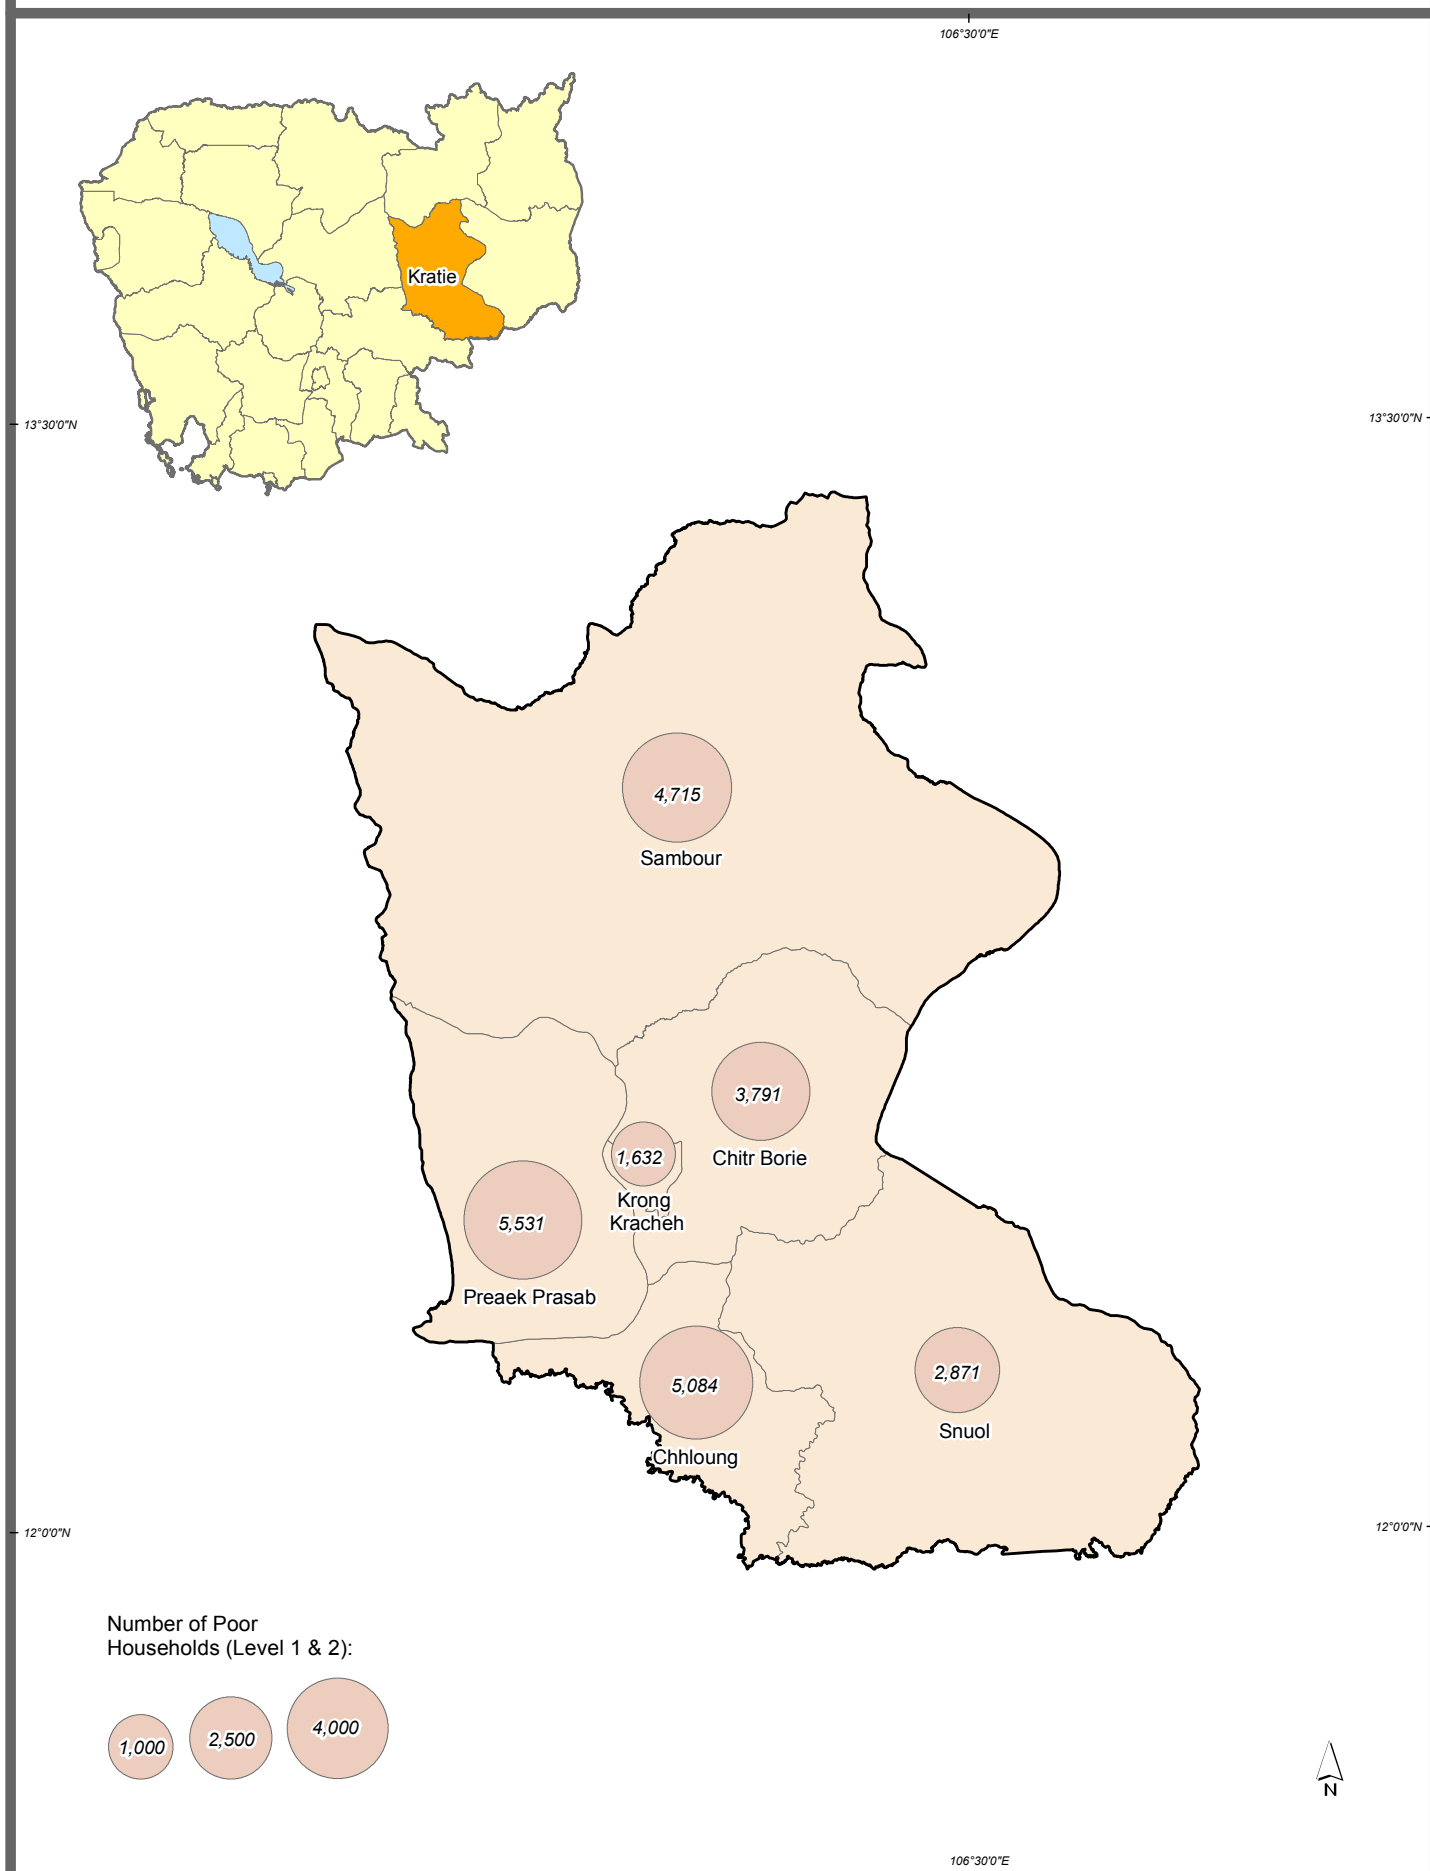 106°30'0"E
Kratie
13°30'0"N
13°30'0"N
4,715
Sambour
3,791
Chitr Borie
1,632
Krong
Kracheh
5,531
Preaek Prasab
5,084
Chhloung
2,871
Snuol
12°0'0"N
12°0'0"N
Number of Poor
Households (Level 1 & 2):
1,000
2,500
4,000
N
106°30'0"E